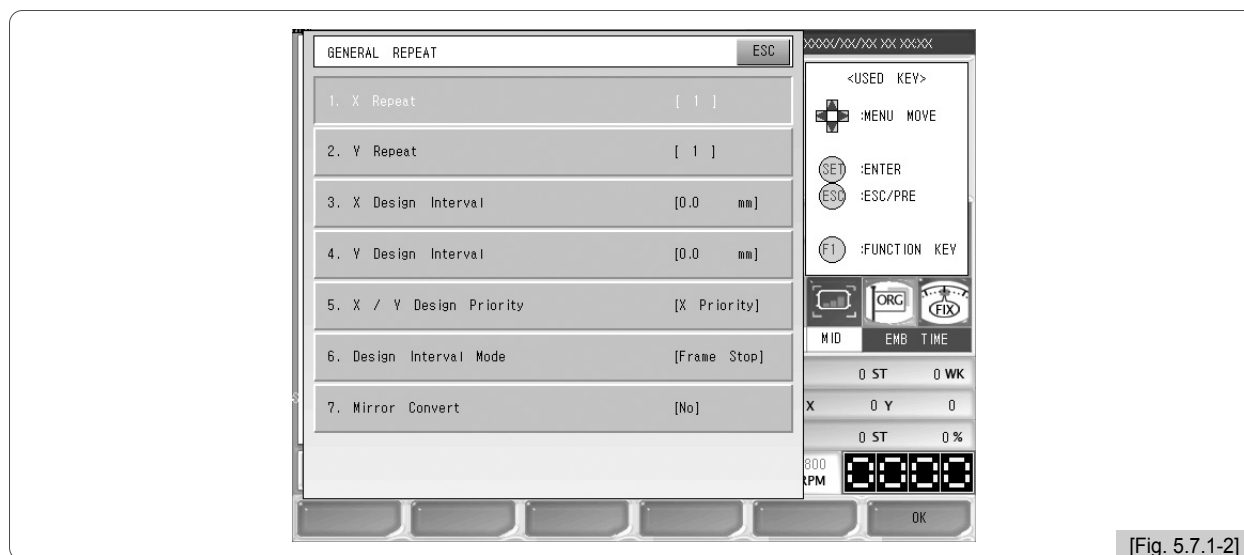 GENERAL REPEAT ESC
1. X Repeat [ 1 ]
2. Y Repeat [ 1 ]
3. X Design Interval [0.0 mm]
4. Y Design Interval [0.0 mm]
5. X / Y Design Priority [X Priority]
6. Design Interval Mode [Frame Stop]
7. Mirror Convert [No]
XXXX/XX/XX XX XX:XX
<USED KEY>
:MENU MOVE
SET :ENTER
ESC :ESC/PRE
F1 :FUNCTION KEY
ORG FIX
MID EMB TIME
0 ST 0 WK
X 0 Y 0
0 ST 0 %
800
RPM 0000
OK
[Fig. 5.7.1-2]